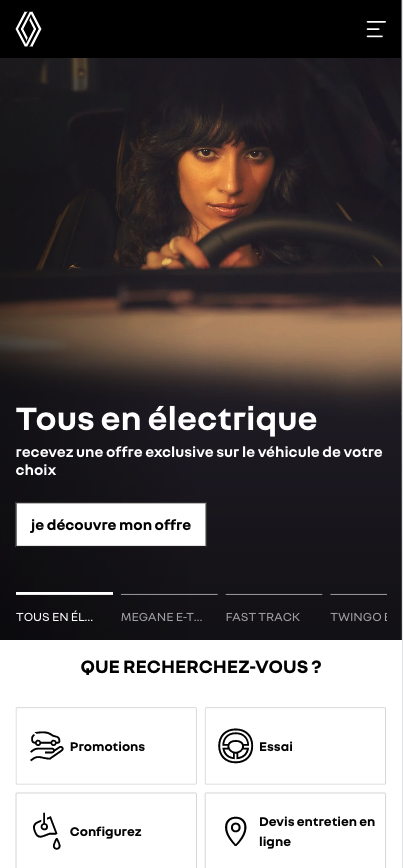 Tous en électrique
recevez une offre exclusive sur le véhicule de votre
choix
je découvre mon offre
TOUS EN ÉL...
MEGANE E-T...
FAST TRACK
TWINGO E
QUE RECHERCHEZ-VOUS ?
Promotions
Essai
Configurez
Devis entretien en
ligne